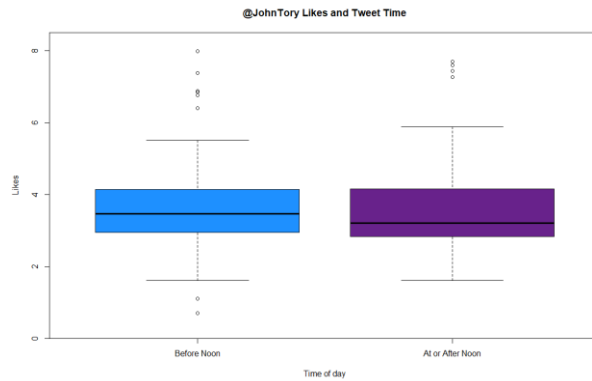 @JohnTory Likes and Tweet Time
8
6
4
2
0
Likes
Before Noon
At or After Noon
Time of day